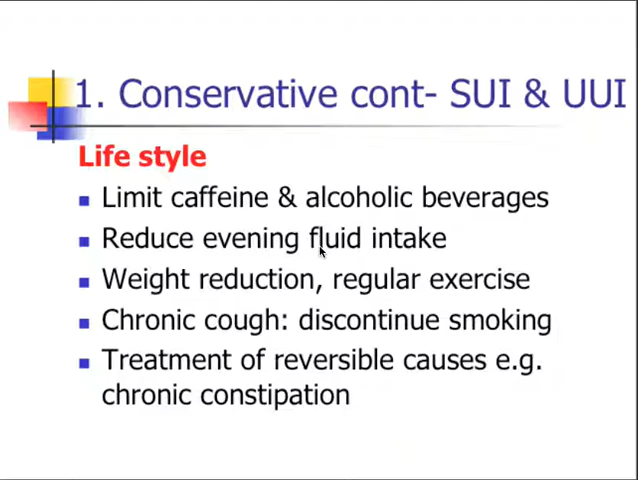 1. Conservative cont- SUI & UUI
Life style
Limit caffeine & alcoholic beverages
Reduce evening fluid intake
Weight reduction, regular exercise
Chronic cough: discontinue smoking
Treatment of reversible causes e.g.
chronic constipation